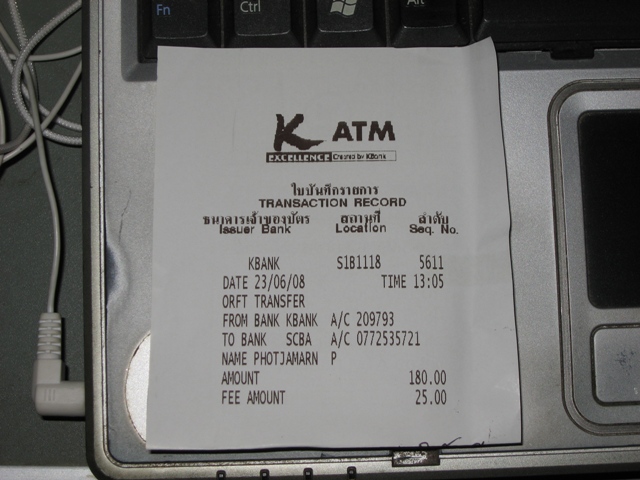 Fn
Ctrl
Alt
K ATM
EXCELLENCE Created by KBank
ใบบันทึกรายการ
TRANSACTION RECORD
ธนาคารเจ้าของบัตร สถานที่ ลำดับ
Issuer Bank Location Seq. No.
KBANK S1B1118 5611
DATE 23/06/08 TIME 13:05
ORFT TRANSFER
FROM BANK KBANK A/C 209793
TO BANK SCBA A/C 0772535721
NAME PHOTJAMARN P
AMOUNT 180.00
FEE AMOUNT 25.00